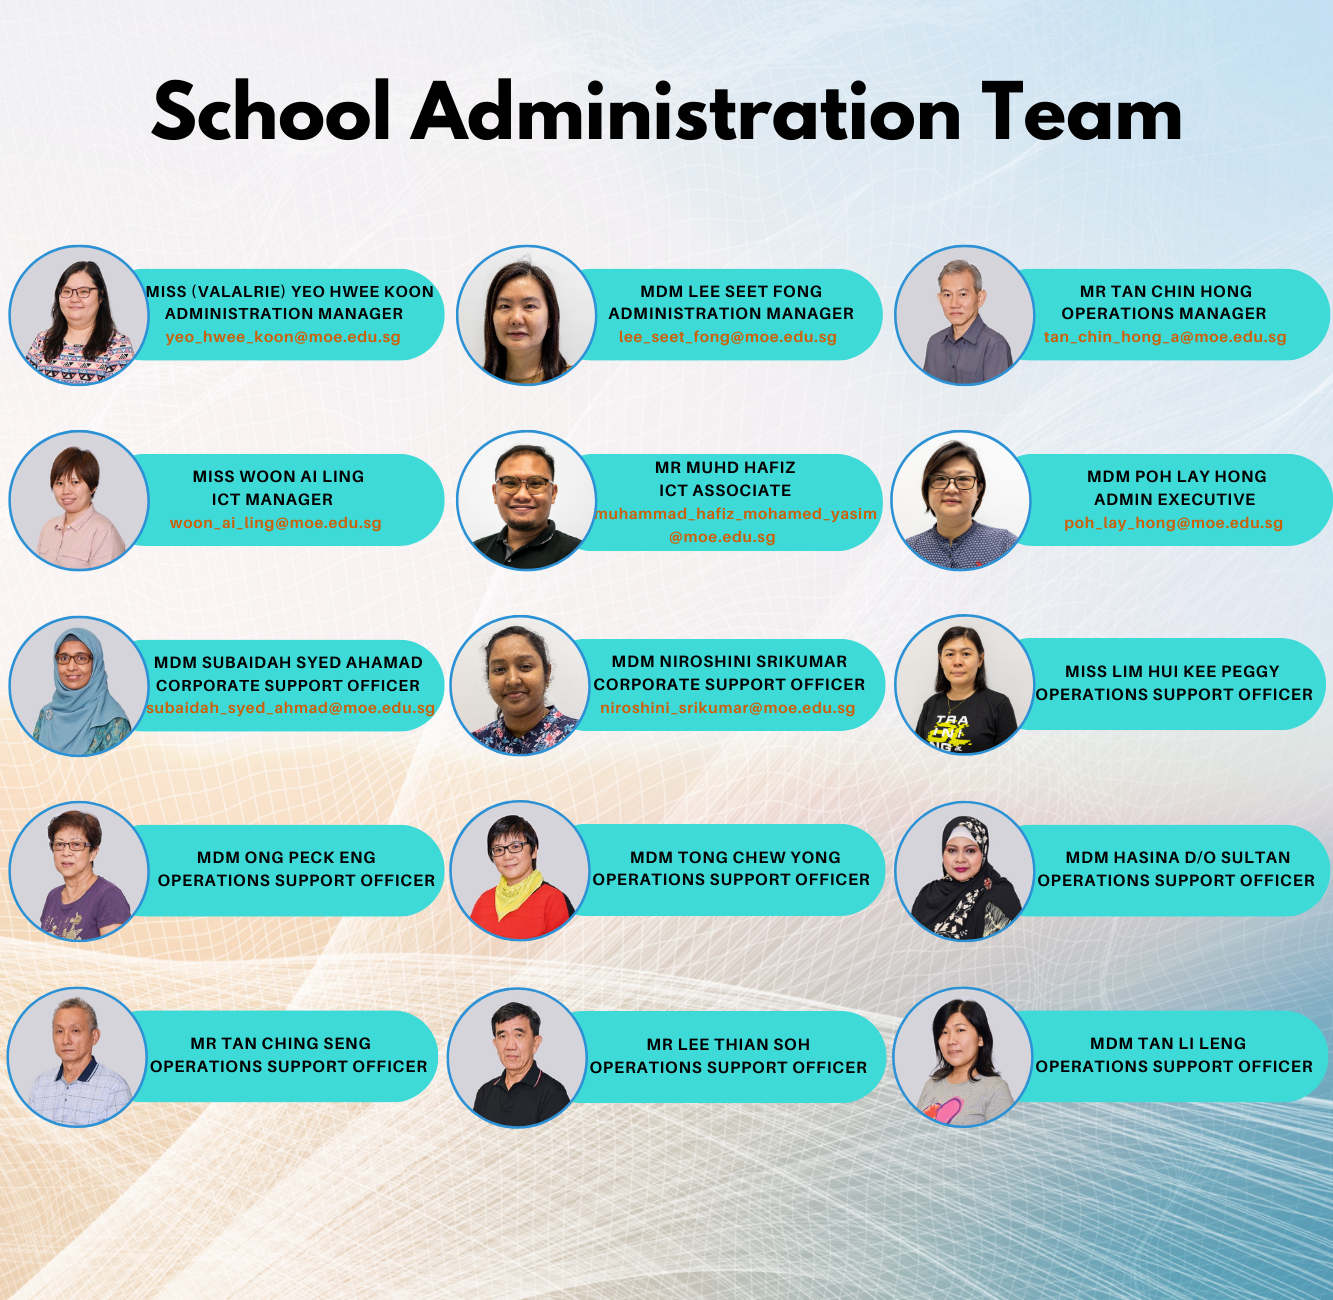 School Administration Team
MISS (VALALRIE) YEO HWEE KOON
ADMINISTRATION MANAGER
yeo_hwee_koon@moe.edu.sg
MDM LEE SEET FONG
ADMINISTRATION MANAGER
lee_seet_fong@moe.edu.sg
MR TAN CHIN HONG
OPERATIONS MANAGER
tan_chin_hong_a@moe.edu.sg
MISS WOON AI LING
ICT MANAGER
woon_ai_ling@moe.edu.sg
MR MUHD HAFIZ
ICT ASSOCIATE
muhammad_hafiz_mohamed_yasim
@moe.edu.sg
MDM POH LAY HONG
ADMIN EXECUTIVE
poh_lay_hong@moe.edu.sg
MDM SUBAIDAH SYED AHAMAD
CORPORATE SUPPORT OFFICER
subaidah_syed_ahmad@moe.edu.sg
MDM NIROSHINI SRIKUMAR
CORPORATE SUPPORT OFFICER
niroshini_srikumar@moe.edu.sg
TRA
INI
NG &
MISS LIM HUI KEE PEGGY
OPERATIONS SUPPORT OFFICER
MDM ONG PECK ENG
OPERATIONS SUPPORT OFFICER
MDM TONG CHEW YONG
OPERATIONS SUPPORT OFFICER
MDM HASINA D/O SULTAN
OPERATIONS SUPPORT OFFICER
MR TAN CHING SENG
OPERATIONS SUPPORT OFFICER
MR LEE THIAN SOH
OPERATIONS SUPPORT OFFICER
MDM TAN LI LENG
OPERATIONS SUPPORT OFFICER